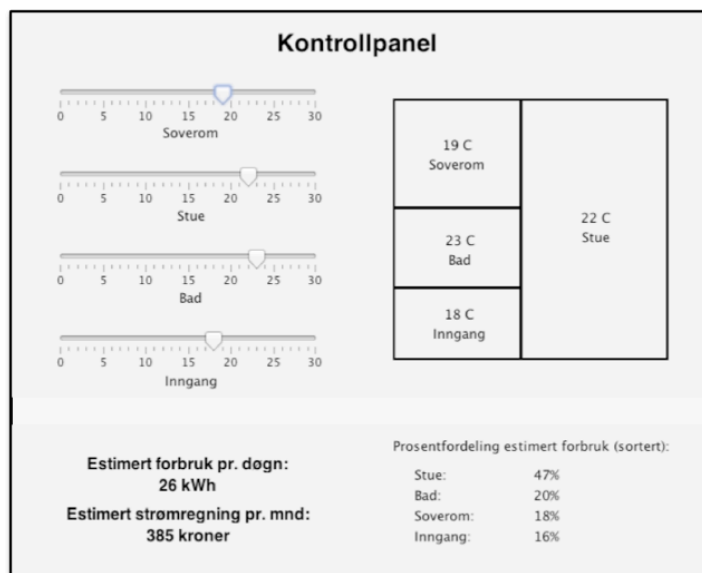 Kontrollpanel
0 5 10 15 20 25 30
Soverom
0 5 10 15 20 25 30
Stue
0 5 10 15 20 25 30
Bad
0 5 10 15 20 25 30
Inngang
19 C
Soverom
23 C
Bad
18 C
Inngang
22 C
Stue
Estimert forbuk pr. døgn:
26 kWh
Estimert strømregning pr. mnd:
385 kroner
Prosentfordeling estimert forbuk (sortert):
Stue: 47%
Bad: 20%
Soverom: 18%
Inngang: 16%